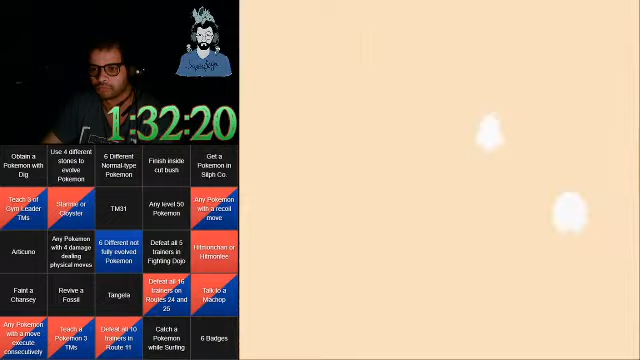 1:32:20
Obtain a
Pokemon with
Dig
Use 4 different
stones to
evolve
Pokemon
6 Different
Normal-type
Pokemon
Finish inside
cut bush
Get a
Pokemon in
Silph Co.
Teach 3 of
Gym Leader
TMs
Starmie or
Cloyster
TM31
Any level 50
Pokemon
Any Pokemon
with a recoil
move
Articuno
Any Pokemon
with 4 damage
dealing
physical moves
6 Different not
fully evolved
Pokemon
Defeat all 5
trainers in
Fighting Dojo
Hitmonchan or
Hitmonlee
Faint a
Chansey
Revive a
Fossil
Tangela
Defeat all 16
trainers on
Routes 24 and
25
Talk to a
Machop
Any Pokemon
with a move
execute
consecutively
Teach a
Pokemon 3
TMs
Defeat all 10
trainers in
Route 11
Catch a
Pokemon
while Surfing
6 Badges